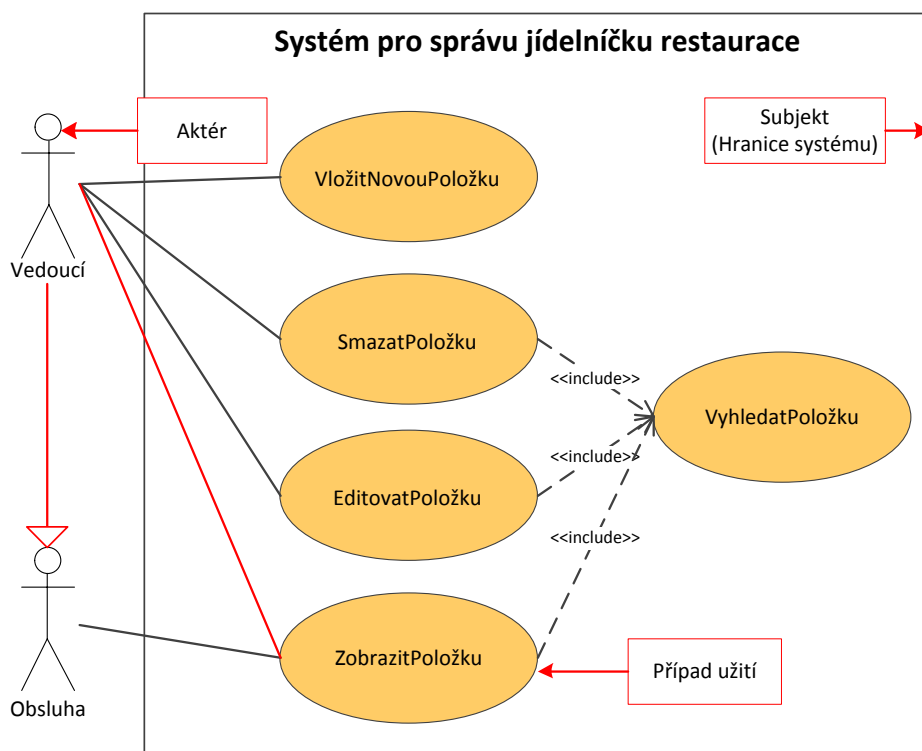 Systém pro správu jídelníčku restaurace
Aktér
Subjekt
(Hranice systému)
VložitNovouPoložku
Vedoucí
SmazatPoložku
<<include>>
VyhledatPoložku
<<include>>
EditovatPoložku
<<include>>
ZobrazitPoložku
Případ užití
Obsluha